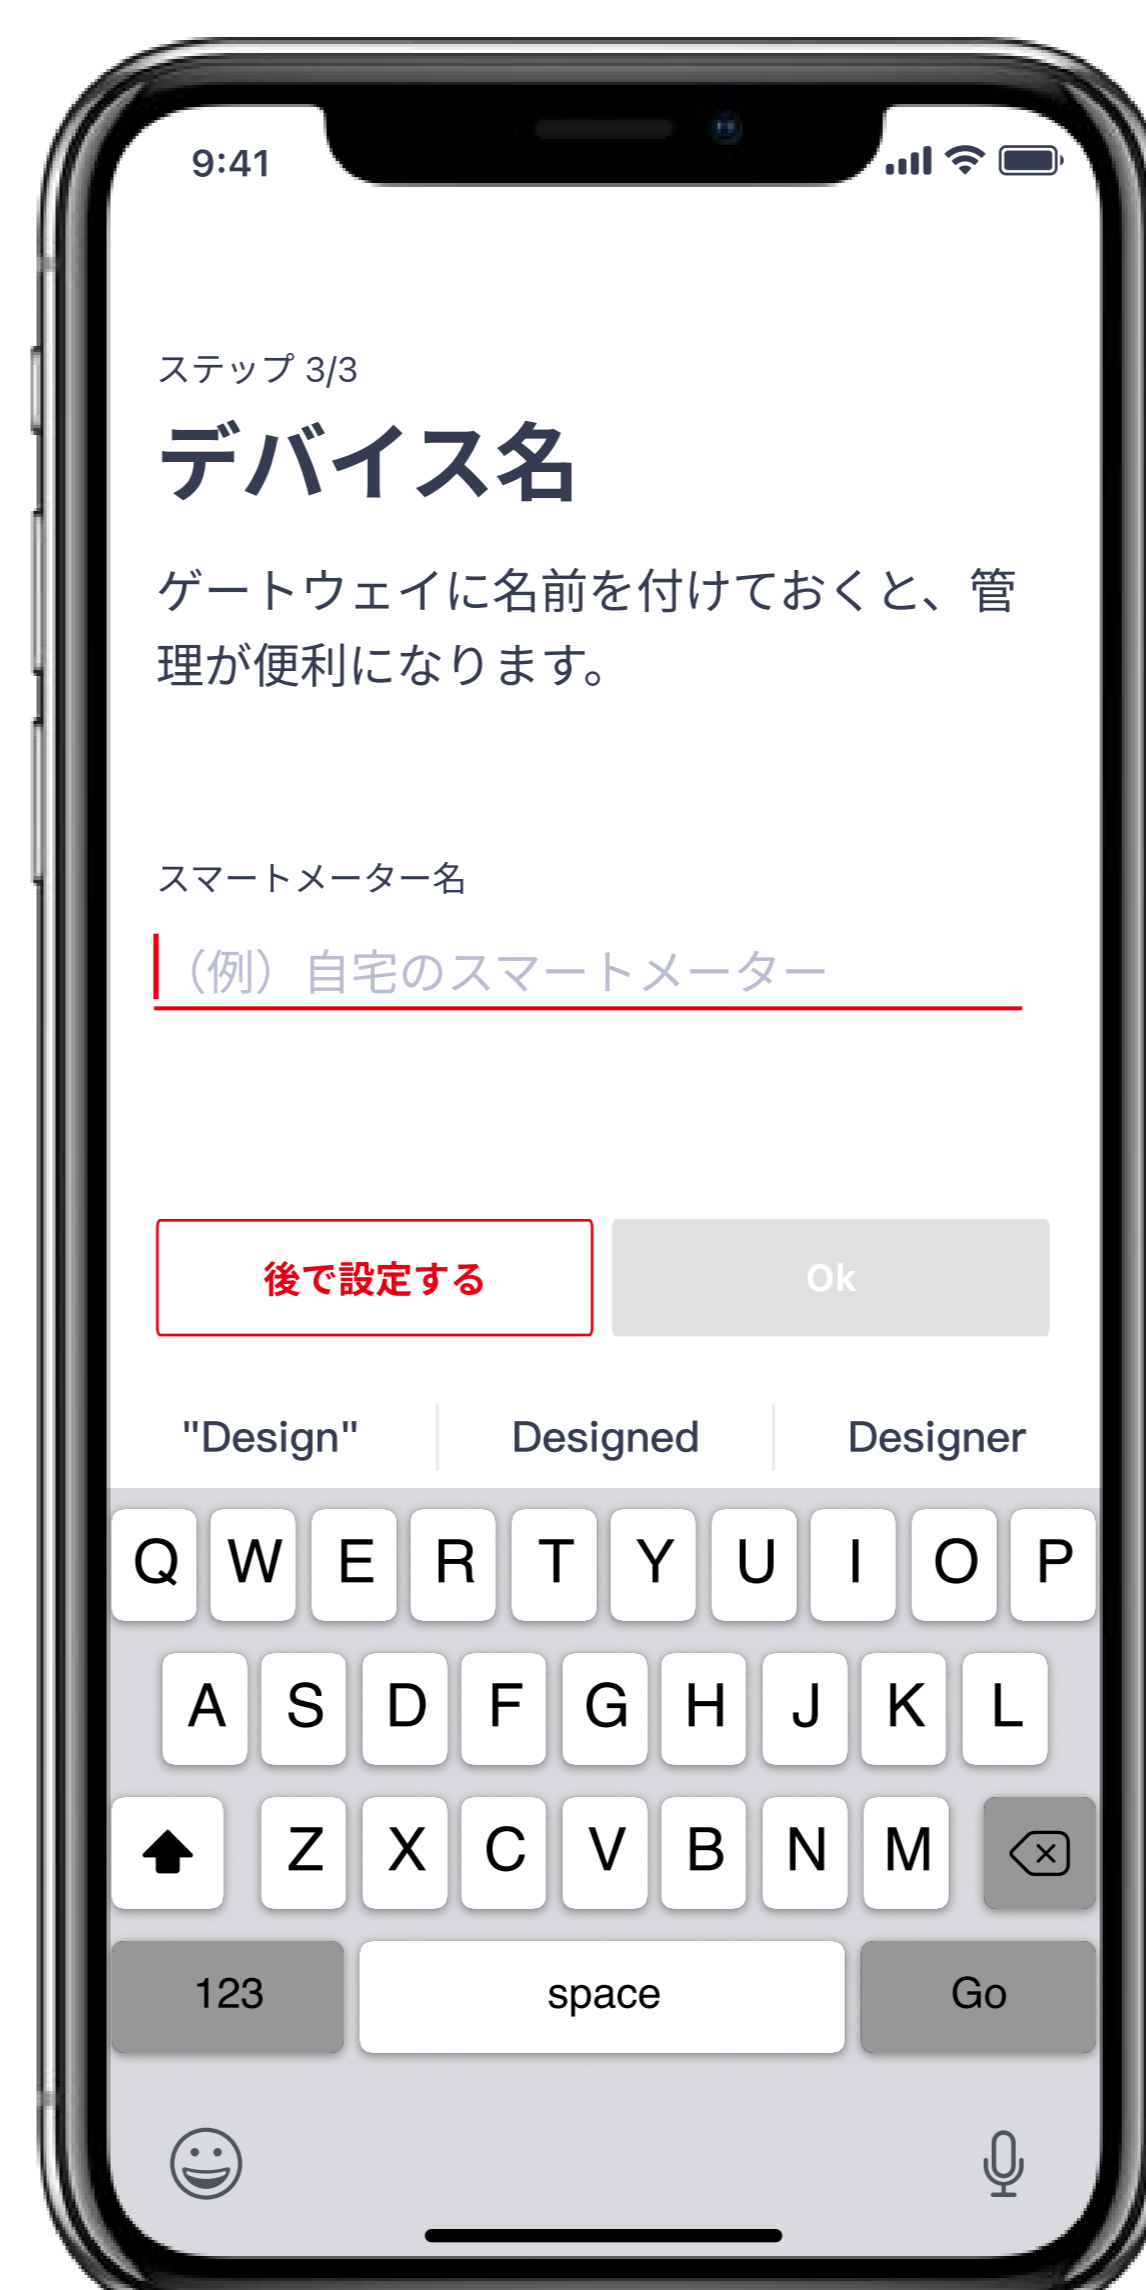 9:41
ステップ 3/3
デバイス名
ゲートウェイに名前を付けておくと、管
理が便利になります。
スマートメーター名
（例）自宅のスマートメーター
後で設定する Ok
"Design" Designed Designer
Q W E R T Y U I O P
A S D F G H J K L
Z X C V B N M
123 space Go